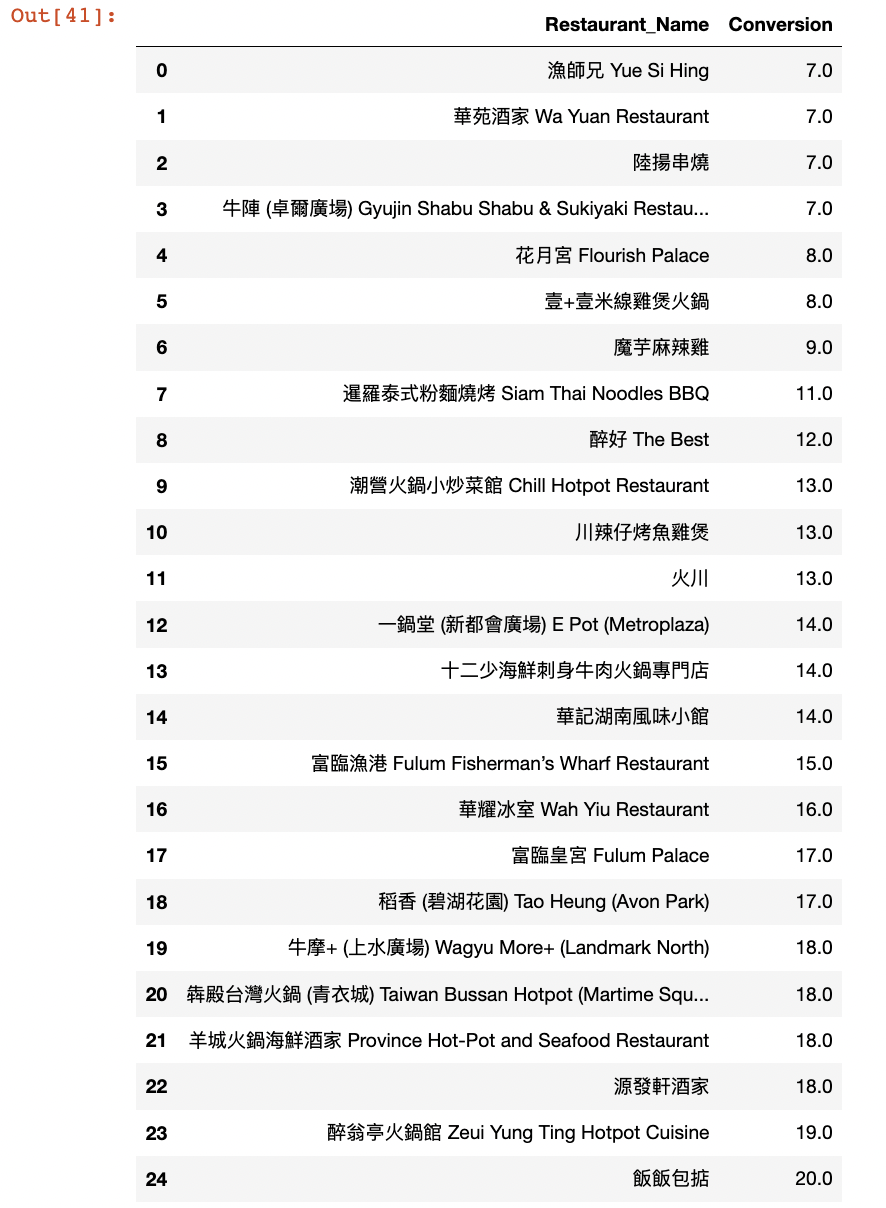 Out[41]:
Restaurant_Name Conversion
0 漁師兄 Yue Si Hing 7.0
1 華苑酒家 Wa Yuan Restaurant 7.0
2 陸揚串燒 7.0
3 牛陣 (卓爾廣場) Gyujin Shabu Shabu & Sukiyaki Restau... 7.0
4 花月宮 Flourish Palace 8.0
5 壹+壹米線雞煲火鍋 8.0
6 魔芋麻辣雞 9.0
7 暹羅泰式粉麵燒烤 Siam Thai Noodles BBQ 11.0
8 醉好 The Best 12.0
9 潮營火鍋小炒菜館 Chill Hotpot Restaurant 13.0
10 川辣仔烤魚雞煲 13.0
11 火川 13.0
12 一鍋堂 (新都會廣場) E Pot (Metroplaza) 14.0
13 十二少海鮮刺身牛肉火鍋專門店 14.0
14 華記湖南風味小館 14.0
15 富臨漁港 Fulum Fisherman’s Wharf Restaurant 15.0
16 華耀冰室 Wah Yiu Restaurant 16.0
17 富臨皇宮 Fulum Palace 17.0
18 稻香 (碧湖花園) Tao Heung (Avon Park) 17.0
19 牛摩+ (上水廣場) Wagyu More+ (Landmark North) 18.0
20 犇殿台灣火鍋 (青衣城) Taiwan Bussan Hotpot (Martime Squ... 18.0
21 羊城火鍋海鮮酒家 Province Hot-Pot and Seafood Restaurant 18.0
22 源發軒酒家 18.0
23 醉翁亭火鍋館 Zeui Yung Ting Hotpot Cuisine 19.0
24 飯飯包掂 20.0